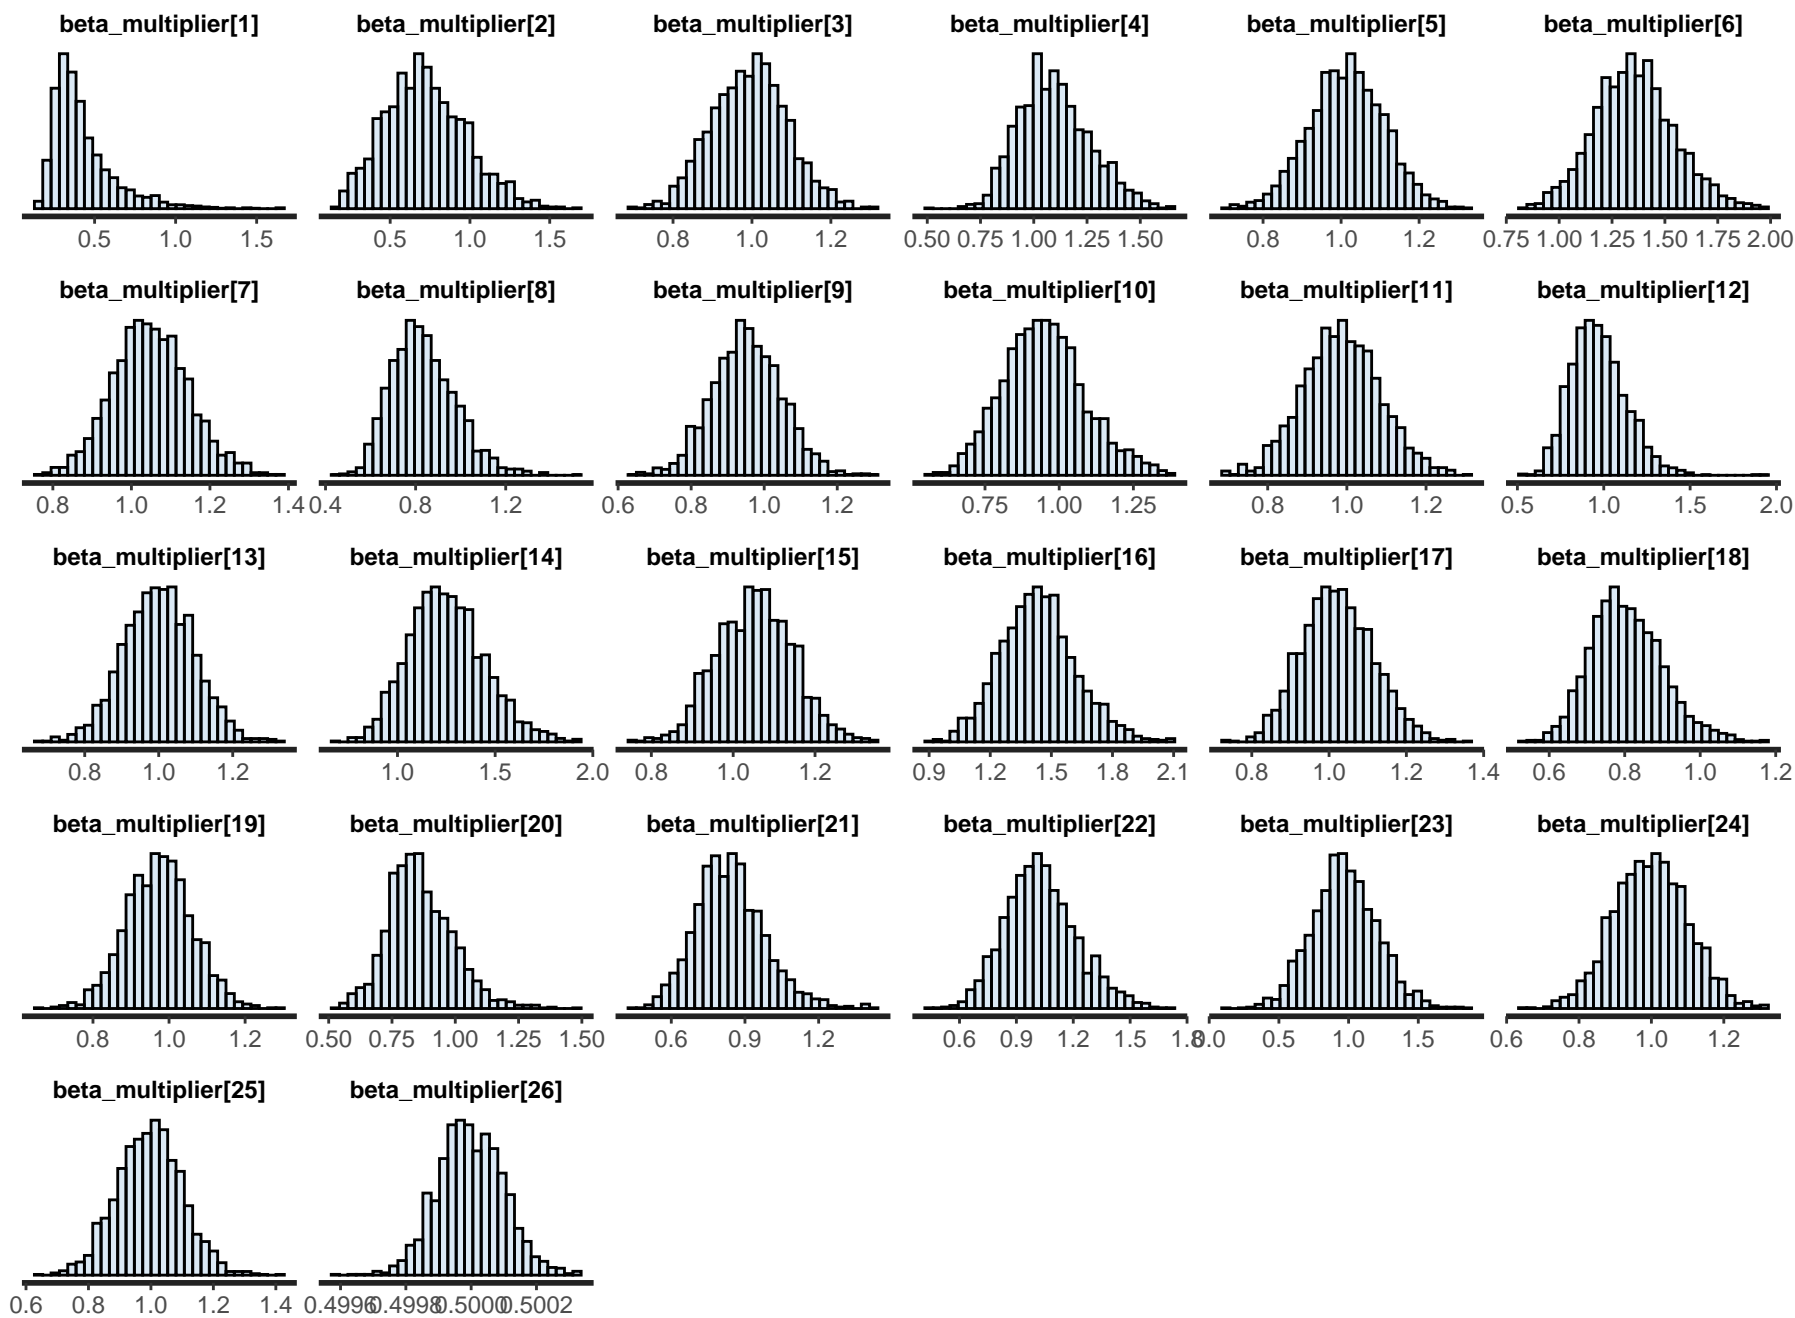 beta_multiplier[1] beta_multiplier[2] beta_multiplier[3] beta_multiplier[4] beta_multiplier[5] beta_multiplier[6]
0.5 1.0 1.5 0.5 1.0 1.5 0.8 1.0 1.2 0.50 0.75 1.00 1.25 1.50 0.8 1.0 1.2 0.75 1.00 1.25 1.50 1.75 2.00
beta_multiplier[7] beta_multiplier[8] beta_multiplier[9] beta_multiplier[10] beta_multiplier[11] beta_multiplier[12]
0.8 1.0 1.2 1.4 0.4 0.8 1.2 0.6 0.8 1.0 1.2 0.75 1.00 1.25 0.8 1.0 1.2 0.5 1.0 1.5 2.0
beta_multiplier[13] beta_multiplier[14] beta_multiplier[15] beta_multiplier[16] beta_multiplier[17] beta_multiplier[18]
0.8 1.0 1.2 1.0 1.5 2.0 0.8 1.0 1.2 0.9 1.2 1.5 1.8 2.1 0.8 1.0 1.2 1.4 0.6 0.8 1.0 1.2
beta_multiplier[19] beta_multiplier[20] beta_multiplier[21] beta_multiplier[22] beta_multiplier[23] beta_multiplier[24]
0.8 1.0 1.2 0.50 0.75 1.00 1.25 1.50 0.6 0.9 1.2 0.6 0.9 1.2 1.5 1.8 0.0 0.5 1.0 1.5 0.6 0.8 1.0 1.2
beta_multiplier[25] beta_multiplier[26]
0.6 0.8 1.0 1.2 1.4 0.4996 0.4998 0.5000 0.5002